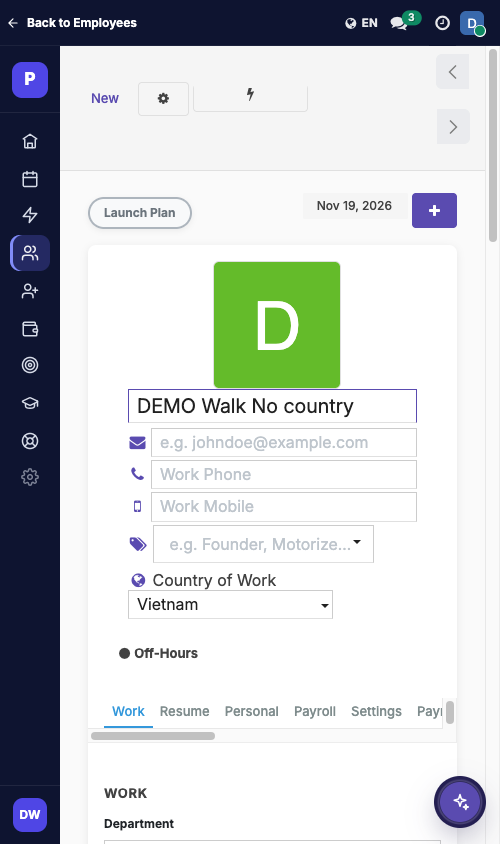 Back to Employees
EN
3
D
P
New
Launch Plan
Nov 19, 2026
+
D
DEMO Walk No country
e.g. johndoe@example.com
Work Phone
Work Mobile
e.g. Founder, Motorize...
Country of Work
Vietnam
Off-Hours
Work Resume Personal Payroll Settings
WORK
Department
DW